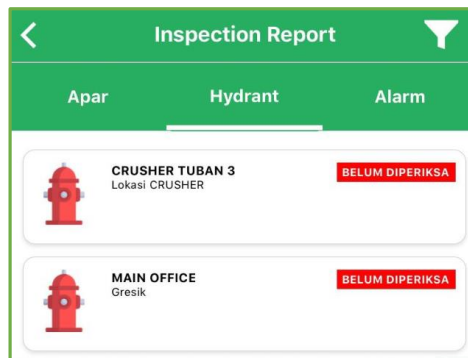 Inspection Report
Apar
Hydrant
Alarm
CRUSHER TUBAN 3
BELUM DIPERIKSA
Lokasi CRUSHER
MAIN OFFICE
BELUM DIPERIKSA
Gresik